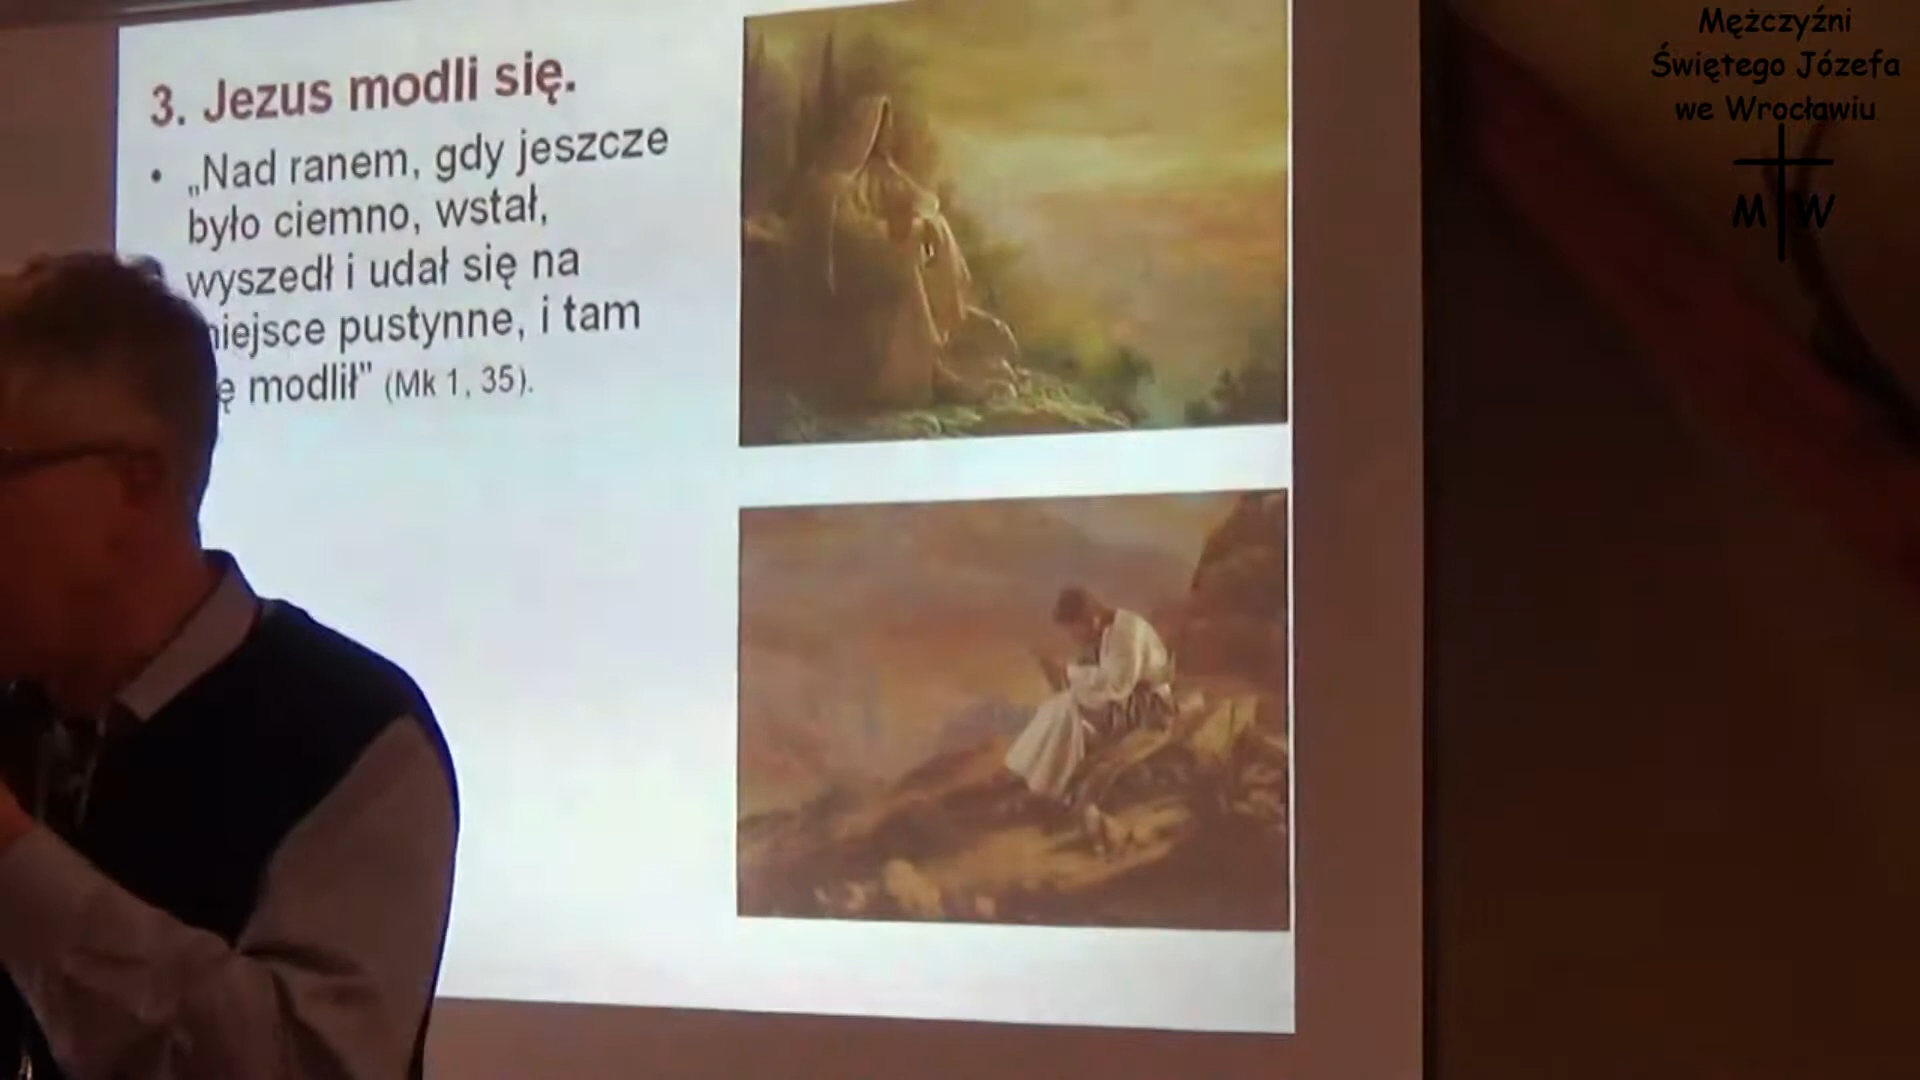 3. Jezus modli się.
• „Nad ranem, gdy jeszcze
było ciemno, wstał,
wyszedł i udał się na
iejsce pustynne, i tam
ę modlił" (Mk 1, 35).
Mężczyźni
Świętego Józefa
we Wrocławiu
M W